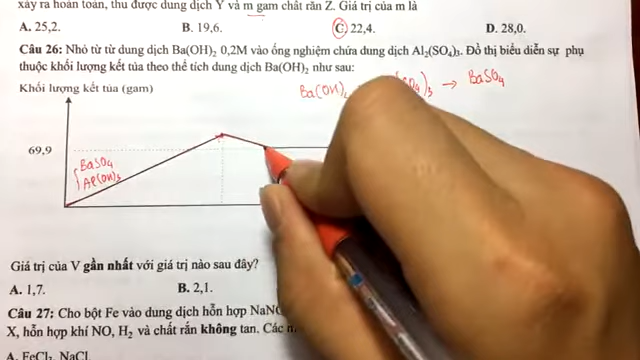 xảy ra hoàn toàn, thu được dung dịch Y và m gam chất rắn Z. Giá trị của m là
A. 25,2. B. 19,6. C. 22,4. D. 28,0.
Câu 26: Nhỏ từ từ dung dịch Ba(OH)₂ 0,2M vào ống nghiệm chứa dung dịch Al₂(SO₄)₃. Đồ thị biểu diễn sự phụ
thuộc khối lượng kết tủa theo thể tích dung dịch Ba(OH)₂ như sau:
Khối lượng kết tủa (gam)
Ba(OH)₂ SO₄)₃ → BaSO₄
69,9
BaSO₄
Al(OH)₃
Giá trị của V gần nhất với giá trị nào sau đây?
A. 1,7. B. 2,1.
Câu 27: Cho bột Fe vào dung dịch hỗn hợp
X, hỗn hợp khí NO, H₂ và chất rắn không tan. Các
A. FeCl₂, NaCl.